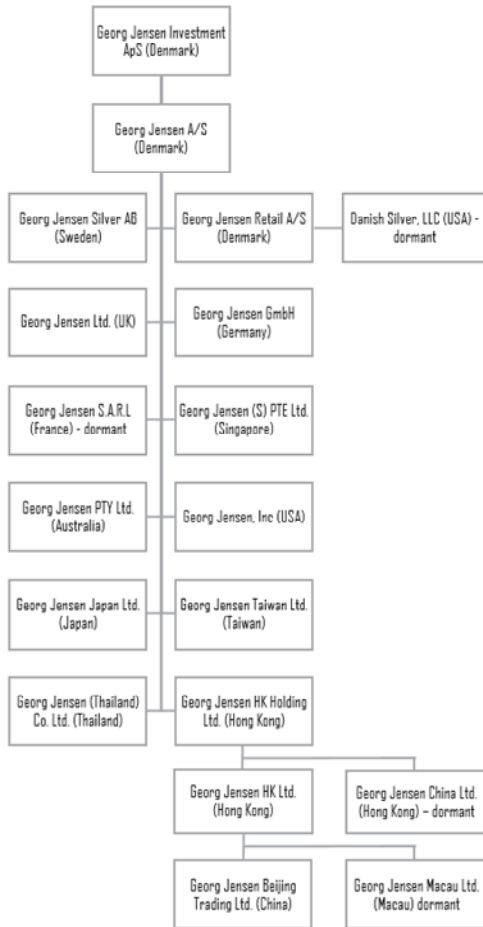 Georg Jensen Investment
ApS (Denmark)
Georg Jensen A/S
(Denmark)
Georg Jensen Silver AB
(Sweden)
Georg Jensen Retail A/S
(Denmark)
Danish Silver, LLC (USA) -
dormant
Georg Jensen Ltd. (UK)
Georg Jensen GmbH
(Germany)
Georg Jensen S.A.R.L
(France) - dormant
Georg Jensen (S) PTE Ltd.
(Singapore)
Georg Jensen PTY Ltd.
(Australia)
Georg Jensen, Inc (USA)
Georg Jensen Japan Ltd.
(Japan)
Georg Jensen Taiwan Ltd.
(Taiwan)
Georg Jensen (Thailand)
Co. Ltd. (Thailand)
Georg Jensen HK Holding
Ltd. (Hong Kong)
Georg Jensen HK Ltd.
(Hong Kong)
Georg Jensen China Ltd.
(Hong Kong) – dormant
Georg Jensen Beijing
Trading Ltd. (China)
Georg Jensen Macau Ltd.
(Macau) dormant